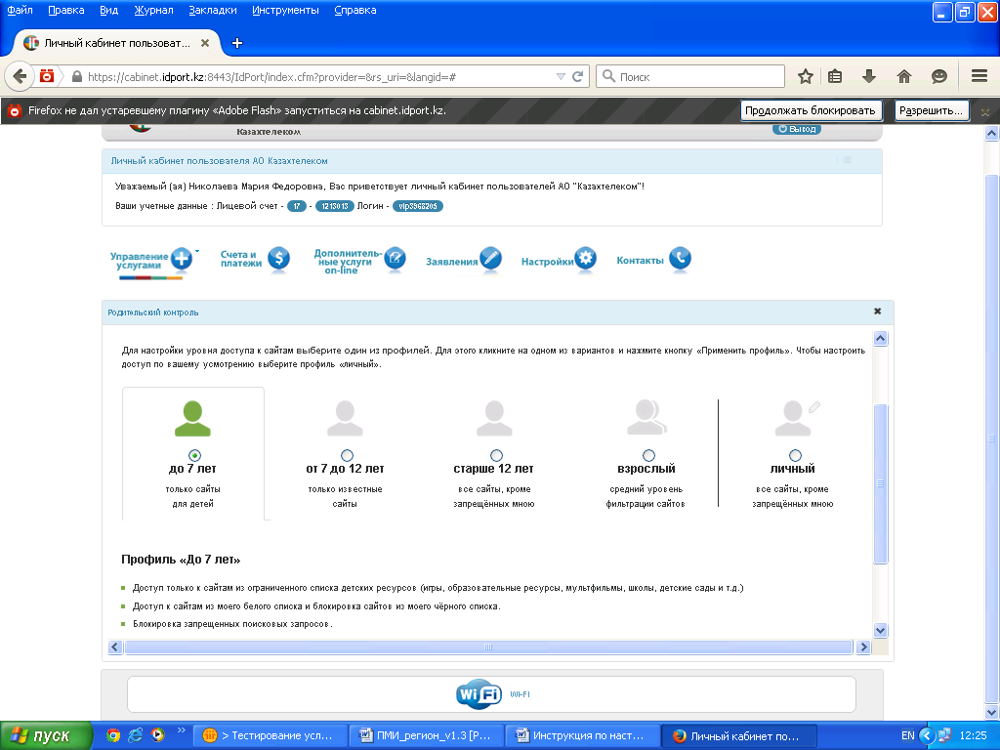 Файл Правка Вид Журнал Закладки Инструменты Справка
Личный кабинет пользоват...
https://cabinet.idport.kz:8443/IdPort/index.cfm?provider=&rs_uri=&langid=#
Поиск
Firefox не дал устаревшему плагину «Adobe Flash» запуститься на cabinet.idport.kz.
Продолжать блокировать
Разрешить...
Казахтелеком
Выход
Личный кабинет пользователя АО Казахтелеком
Уважаемый (ая) Николаева Мария Федоровна, Вас приветствует личный кабинет пользователей АО "Казахтелеком"!
Ваши учетные данные : Лицевой счет - 17 - 1213013 Логин - vip3963205
Управление
услугами
Счета и
платежи
Дополнитель-
ные услуги
on-line
Заявления
Настройки
Контакты
Родительский контроль
Для настройки уровня доступа к сайтам выберите один из профилей. Для этого кликните на одном из вариантов и нажмите кнопку «Применить профиль». Чтобы настроить
доступ по вашему усмотрению выберите профиль «личный».
до 7 лет
только сайты
для детей
от 7 до 12 лет
только известные
сайты
старше 12 лет
все сайты, кроме
запрещённых мною
взрослый
средний уровень
фильтрации сайтов
личный
все сайты, кроме
запрещённых мною
Профиль «До 7 лет»
Доступ только к сайтам из ограниченного списка детских ресурсов (игры, образовательные ресурсы, мультфильмы, школы, детские сады и т.д.)
Доступ к сайтам из моего белого списка и блокировка сайтов из моего чёрного списка.
Блокировка запрещенных поисковых запросов.
Wi Fi
WI-FI
пуск
> Тестирование усл...
ПМИ_регион_v1.3 [Р...
Инструкция по наст...
Личный кабинет по...
EN
12:25